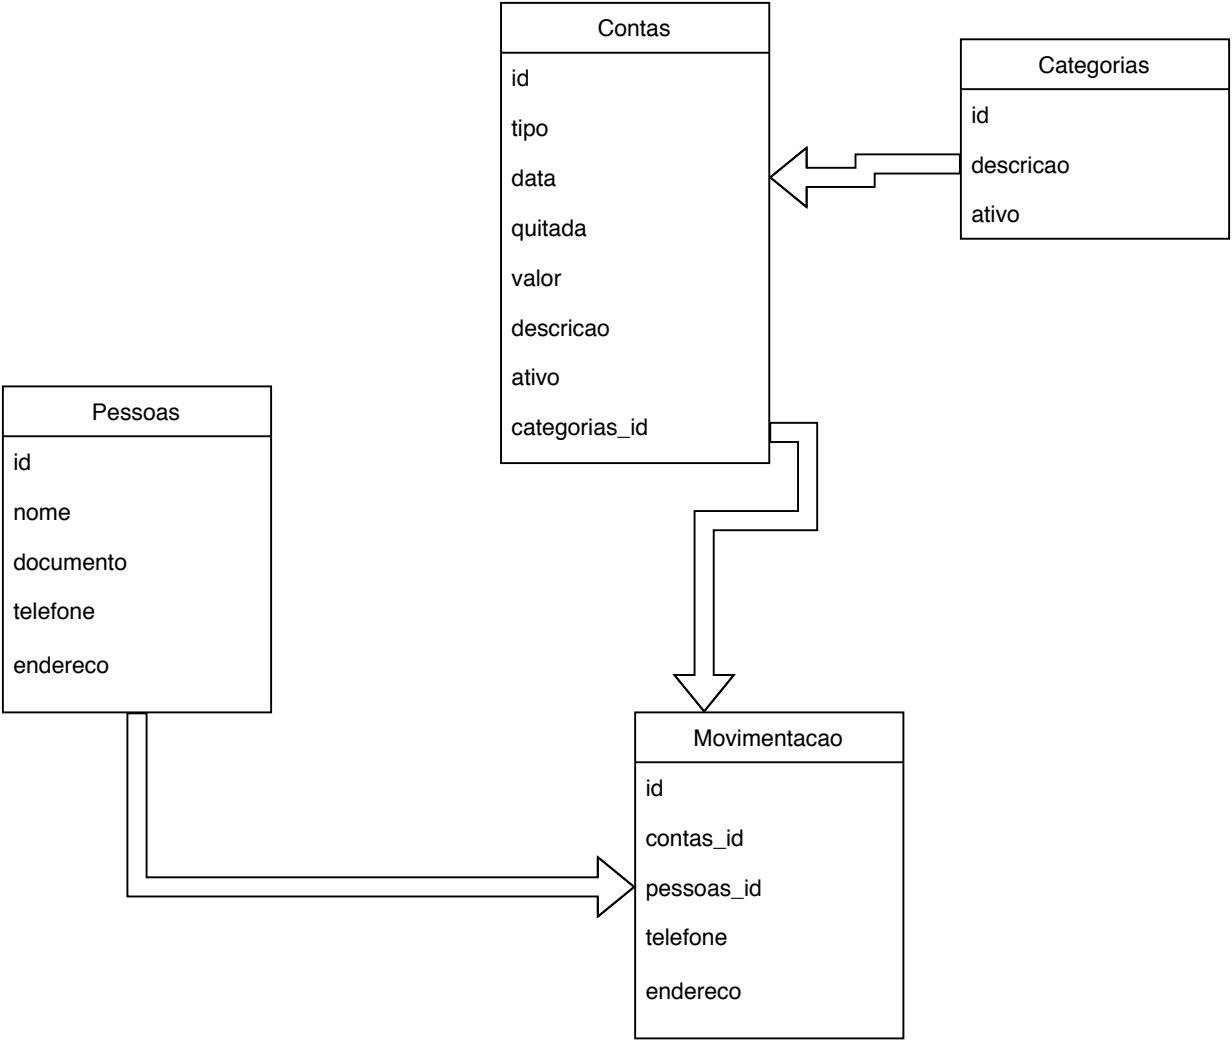 Contas
id
tipo
data
quitada
valor
descricao
ativo
categorias_id
Categorias
id
descricao
ativo
Pessoas
id
nome
documento
telefone
endereco
Movimentacao
id
contas_id
pessoas_id
telefone
endereco